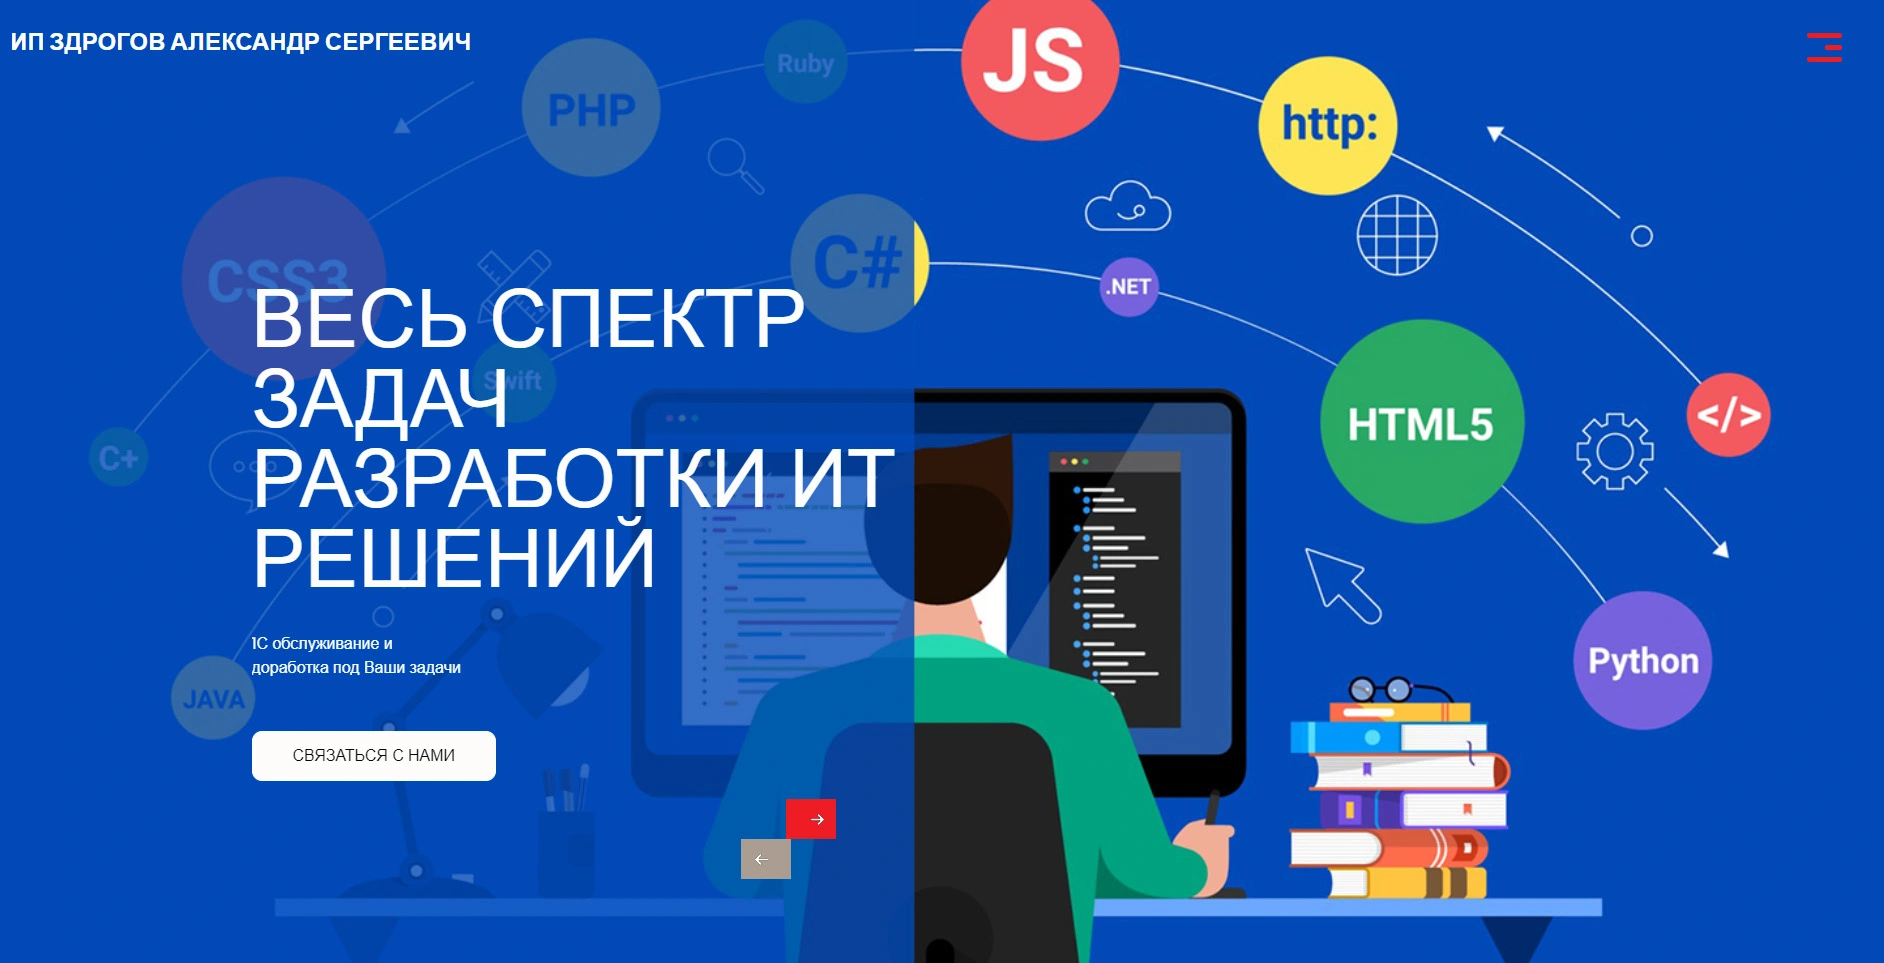 ИП ЗДРОГОВ АЛЕКСАНДР СЕРГЕЕВИЧ
Ruby
JS
PHP
http:
CSS3
C#
.NET
ВЕСЬ СПЕКТР
ЗАДАЧ
РАЗРАБОТКИ ИТ
РЕШЕНИЙ
Swift
C+
HTML5
</>
1С обслуживание и
доработка под Ваши задачи
Python
JAVA
СВЯЗАТЬСЯ С НАМИ